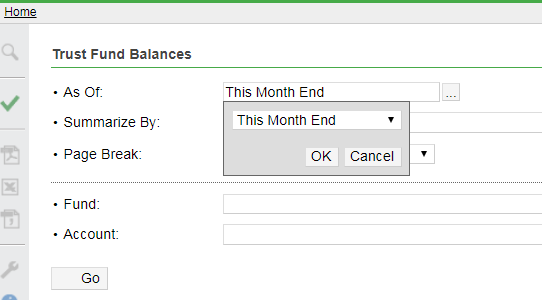 Home
Trust Fund Balances
• As Of: This Month End ...
• Summarize By: This Month End
• Page Break: OK Cancel
• Fund:
• Account:
Go